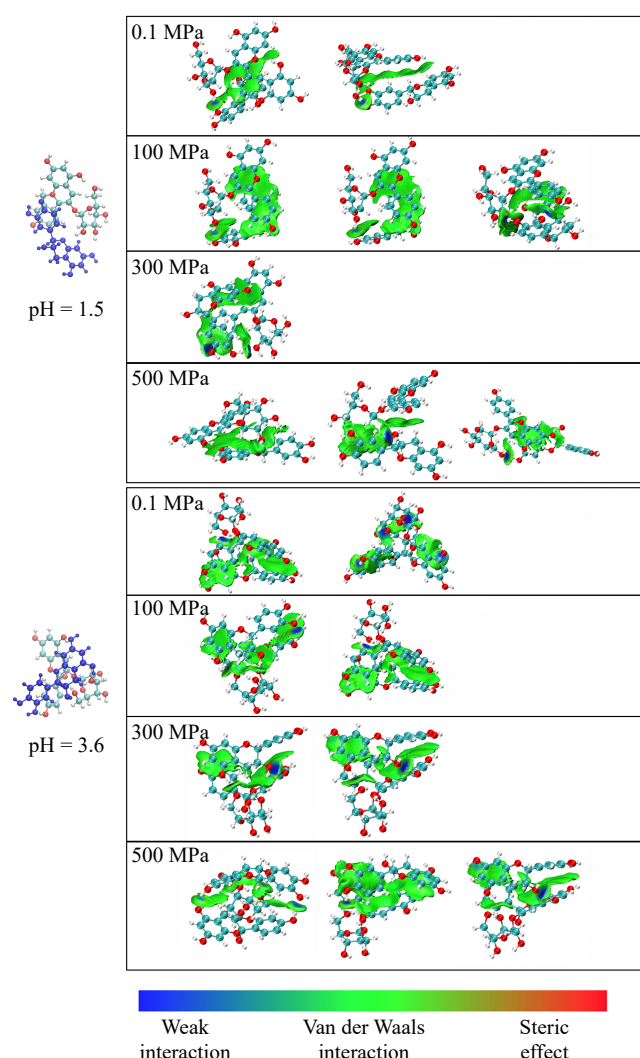 0.1 MPa
100 MPa
pH = 1.5
300 MPa
500 MPa
0.1 MPa
100 MPa
pH = 3.6
300 MPa
500 MPa
Weak
interaction
Van der Waals
interaction
Steric
effect